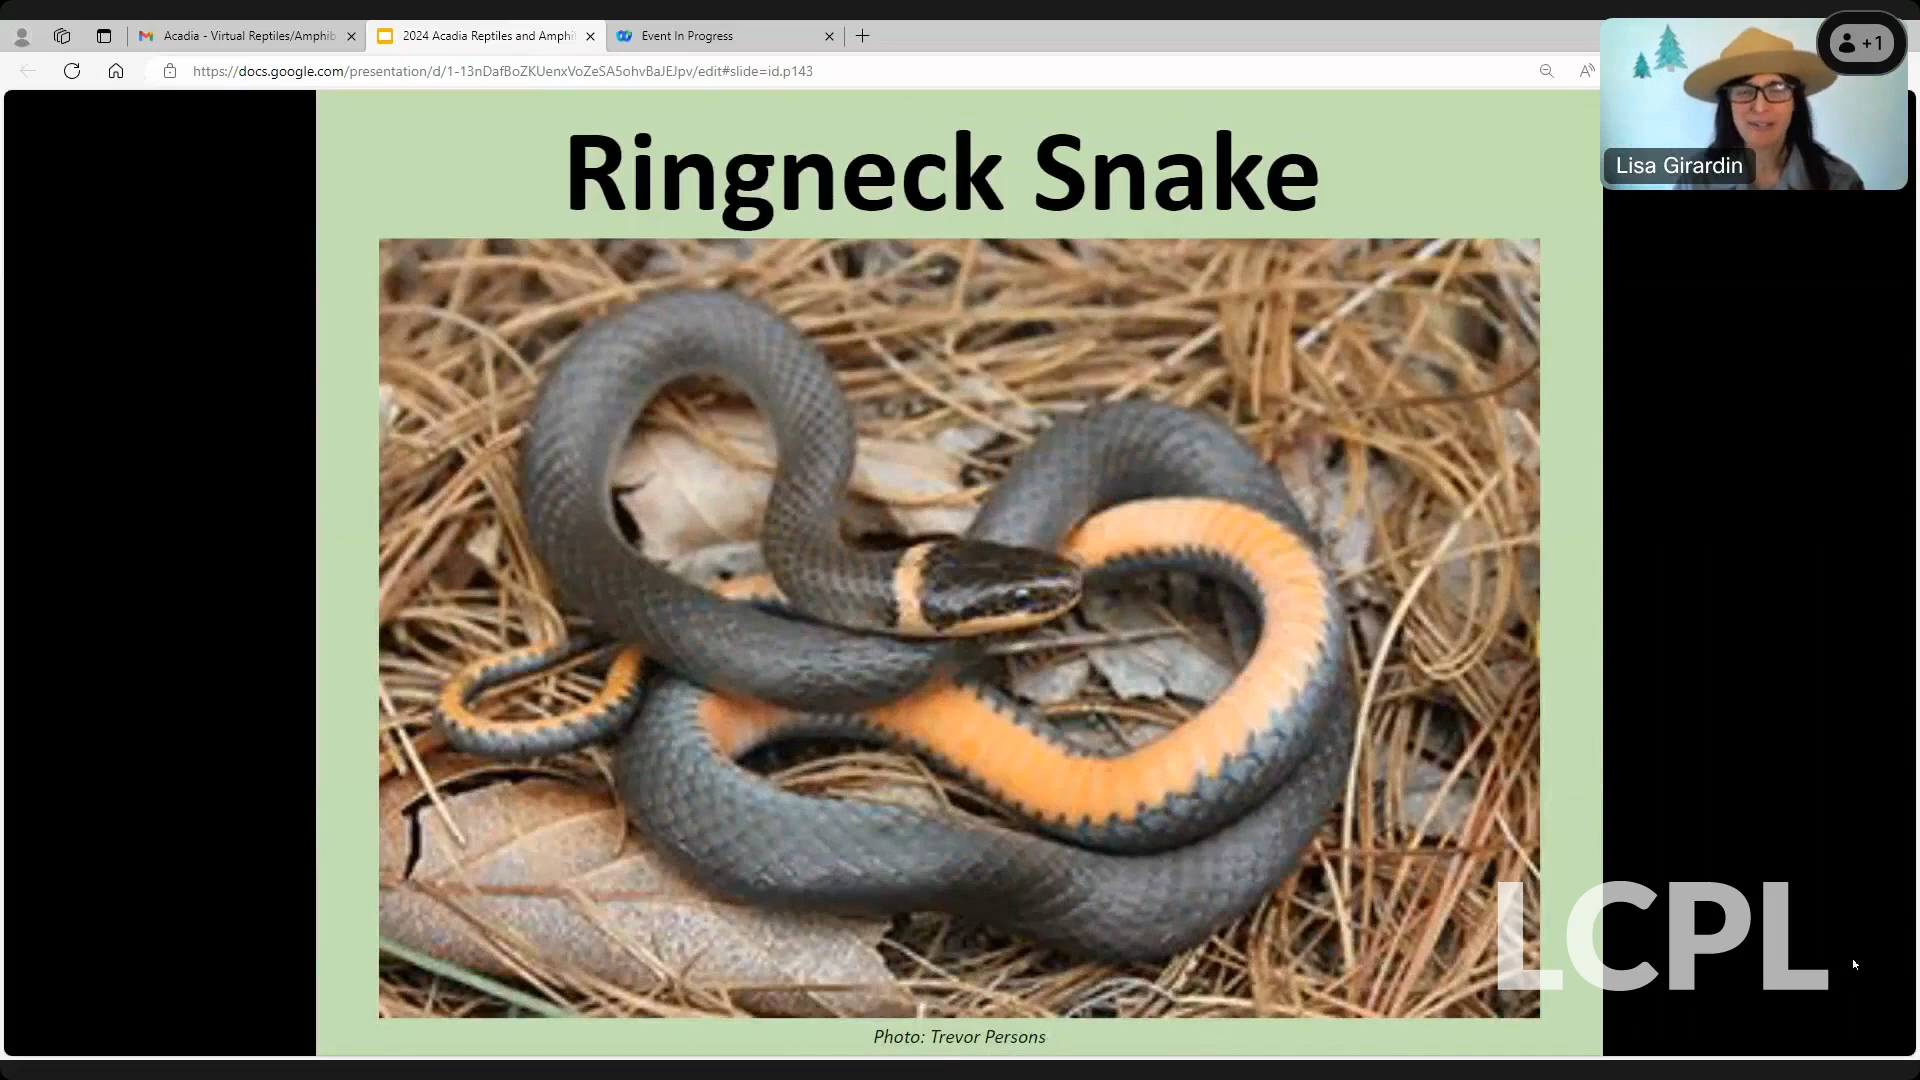 Acadia - Virtual Reptiles/Amphib
2024 Acadia Reptiles and Amphi
Event In Progress
https://docs.google.com/presentation/d/1-13nDafBoZKUenxVoZeSA5ohvBaJEJpv/edit#slide=id.p143
+1
Lisa Girardin
Ringneck Snake
LCPL
Photo: Trevor Persons